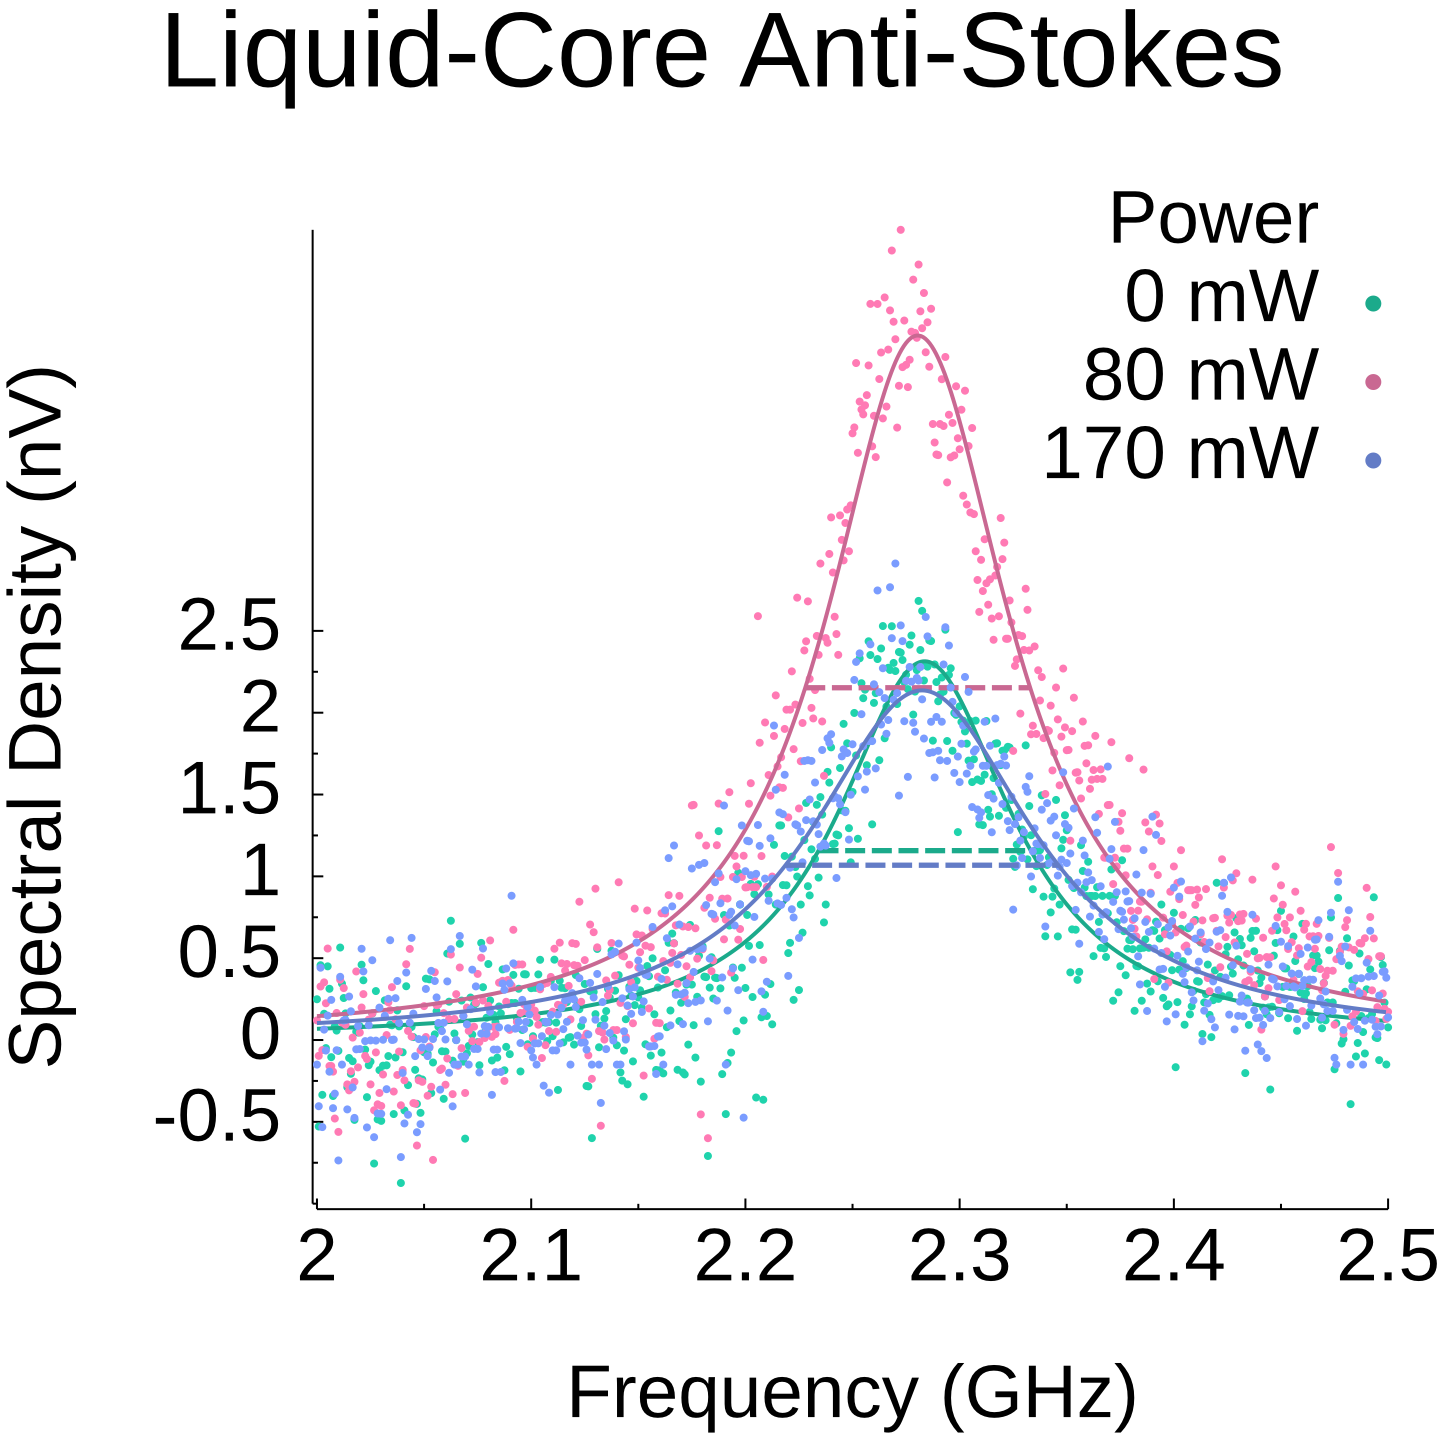 Liquid-Core Anti-Stokes
Power
0 mW
80 mW
170 mW
Spectral Density (nV)
2.5
2
1.5
1
0.5
0
-0.5
2 2.1 2.2 2.3 2.4 2.5
Frequency (GHz)